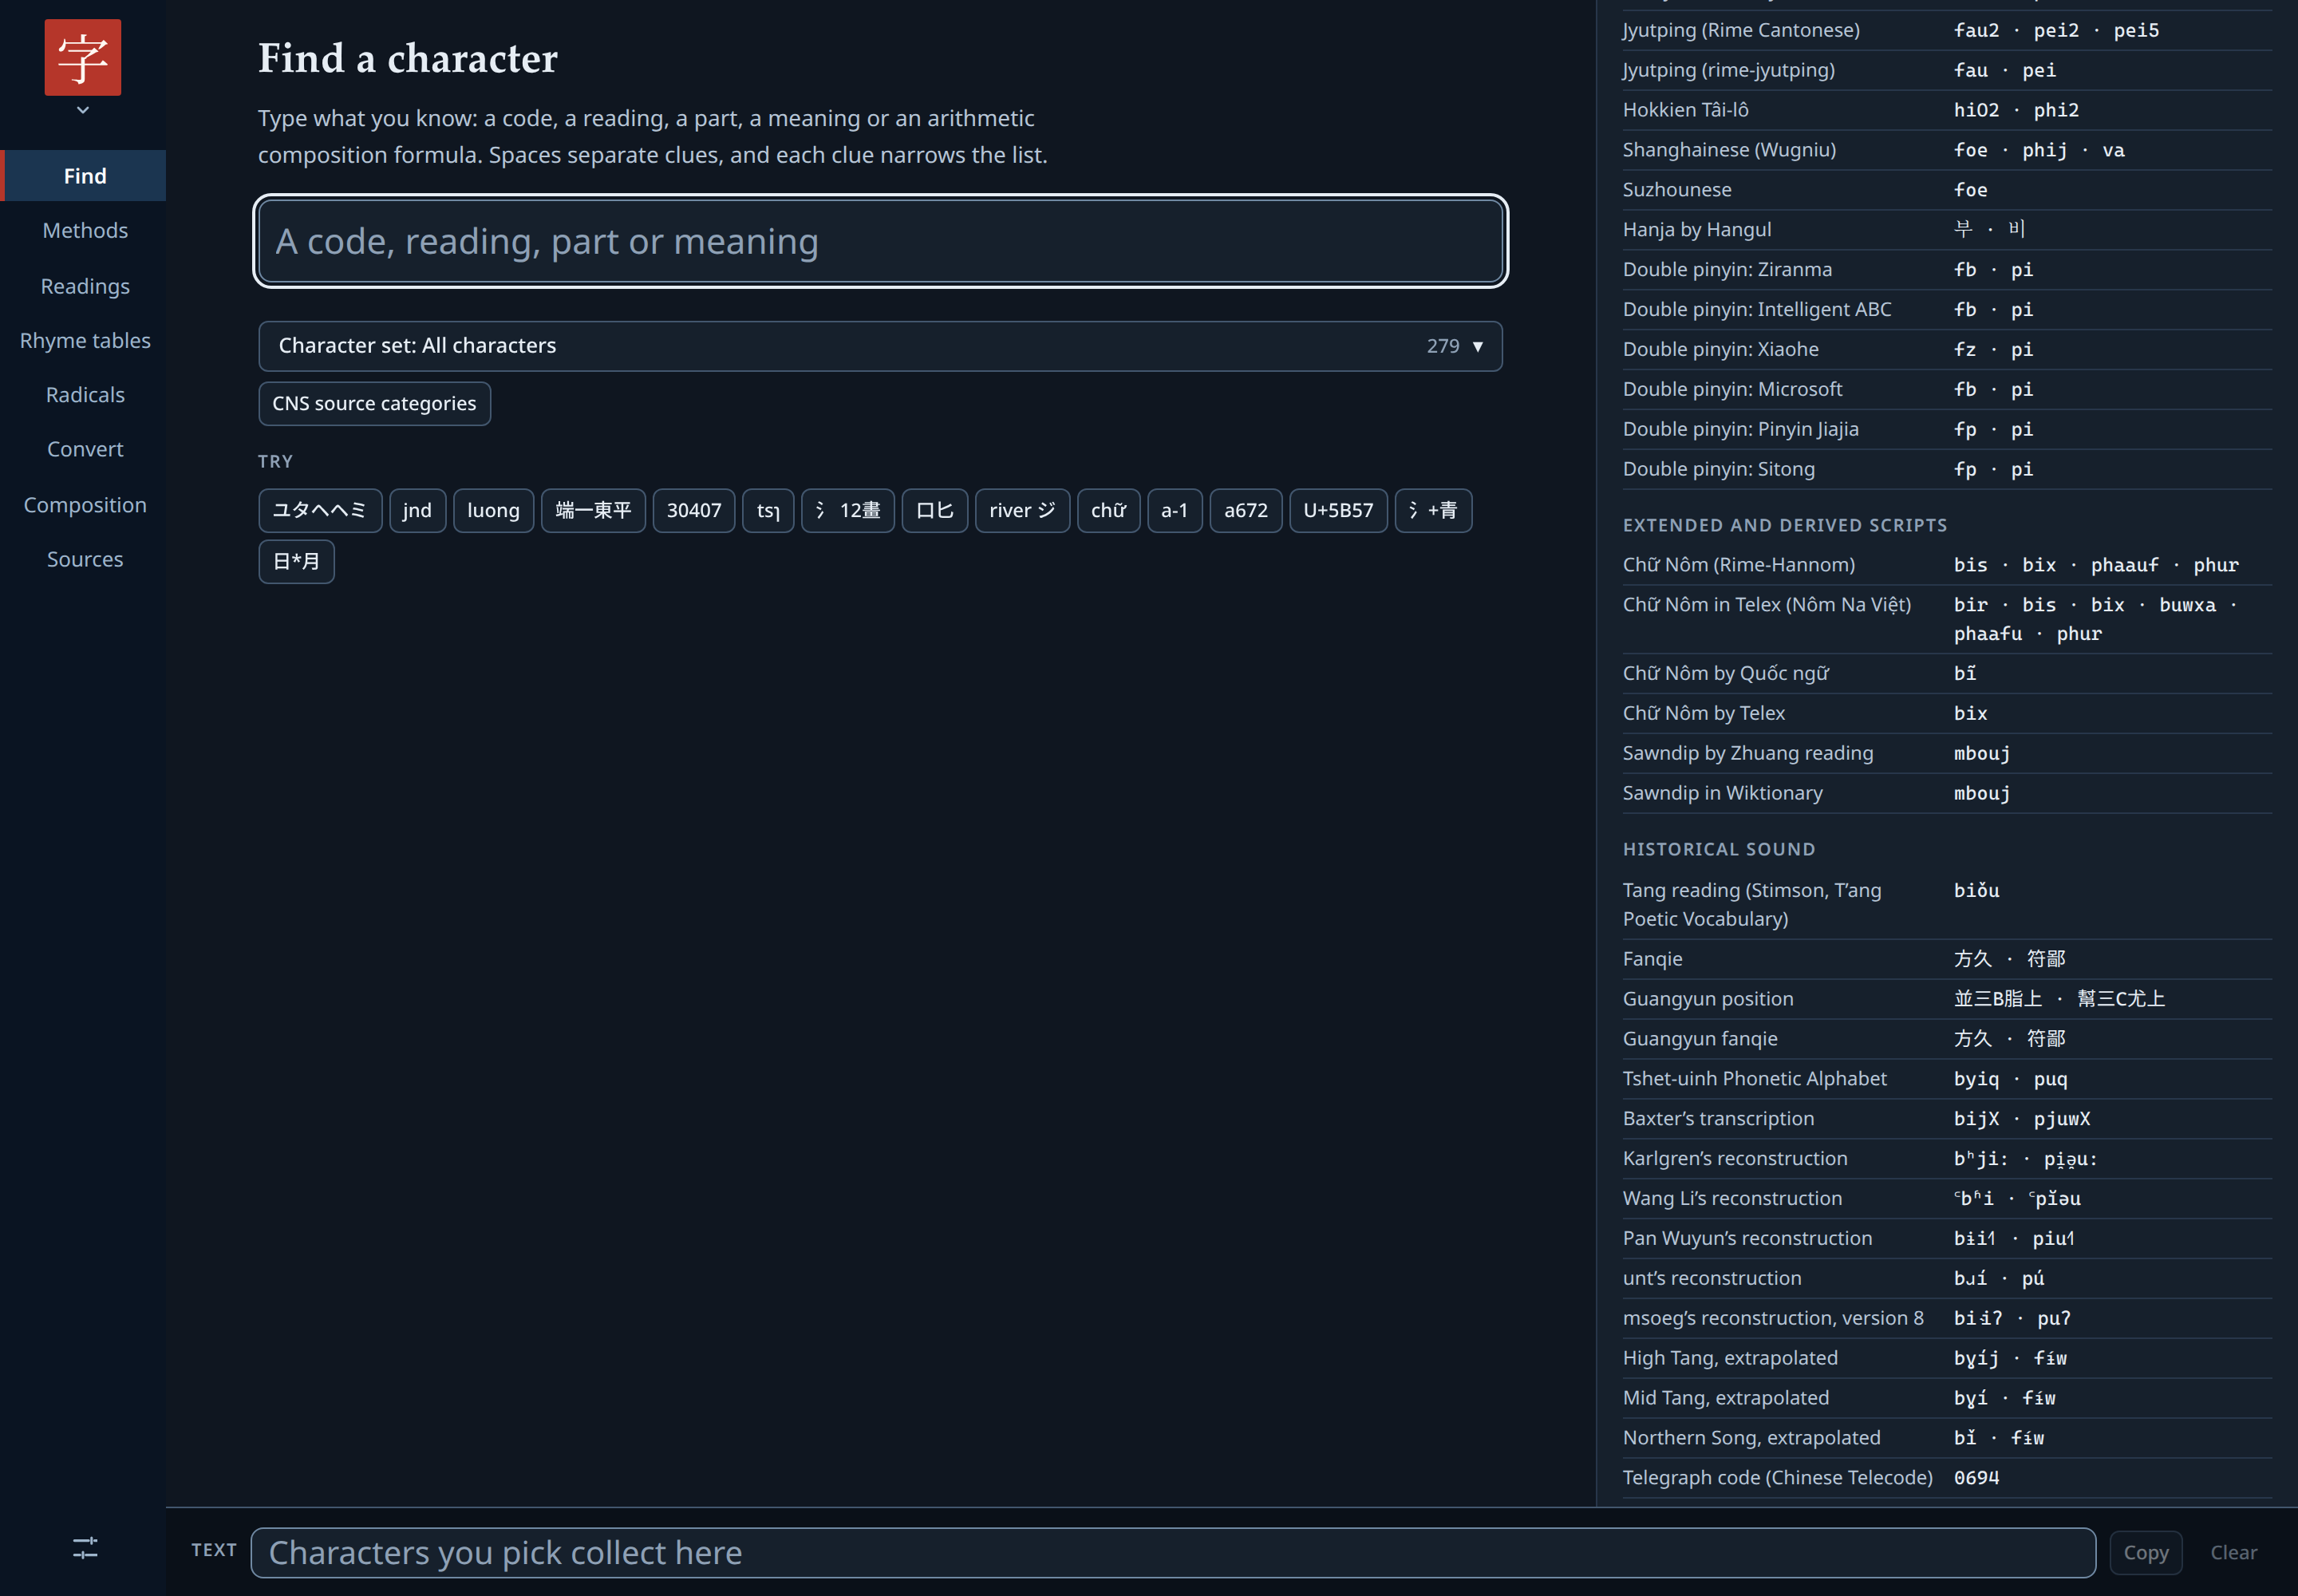 字
Find
Methods
Readings
Rhyme tables
Radicals
Convert
Composition
Sources
Find a character
Type what you know: a code, a reading, a part, a meaning or an arithmetic
composition formula. Spaces separate clues, and each clue narrows the list.
A code, reading, part or meaning
Character set: All characters 279 ▼
CNS source categories
TRY
ユタヘヘミ jnd luong 端一東平 30407 tsʅ 氵 12畫 口匕 river ジ chữ a-1 a672 U+5B57 氵+青
日*月
Jyutping (Rime Cantonese) fau2 · pei2 · pei5
Jyutping (rime-jyutping) fau · pei
Hokkien Tâi-lô hiO2 · phi2
Shanghainese (Wugniu) foe · phij · va
Suzhounese foe
Hanja by Hangul 부 · 비
Double pinyin: Ziranma fb · pi
Double pinyin: Intelligent ABC fb · pi
Double pinyin: Xiaohe fz · pi
Double pinyin: Microsoft fb · pi
Double pinyin: Pinyin Jiajia fp · pi
Double pinyin: Sitong fp · pi
EXTENDED AND DERIVED SCRIPTS
Chữ Nôm (Rime-Hannom) bis · bix · phaauf · phur
Chữ Nôm in Telex (Nôm Na Việt) bir · bis · bix · buwxa ·
phaafu · phur
Chữ Nôm by Quốc ngữ bĩ
Chữ Nôm by Telex bix
Sawndip by Zhuang reading mbouj
Sawndip in Wiktionary mbouj
HISTORICAL SOUND
Tang reading (Stimson, T’ang biǒu
Poetic Vocabulary)
Fanqie 方久 · 符鄙
Guangyun position 並三B脂上 · 幫三C尤上
Guangyun fanqie 方久 · 符鄙
Tshet-uinh Phonetic Alphabet byiq · puq
Baxter’s transcription bijX · pjuwX
Karlgren’s reconstruction bʰjiː · pi̯ə̯uː
Wang Li’s reconstruction ꜂bʱi · ꜂pĭəu
Pan Wuyun’s reconstruction bɨi˧˥ · piu˧˥
unt’s reconstruction bɹí · pú
msoeg’s reconstruction, version 8 biɨʔ · puʔ
High Tang, extrapolated bɣíj · fɨ́w
Mid Tang, extrapolated bɣí · fɨ́w
Northern Song, extrapolated bǐ · fɨ́w
Telegraph code (Chinese Telecode) 0694
TEXT Characters you pick collect here Copy Clear